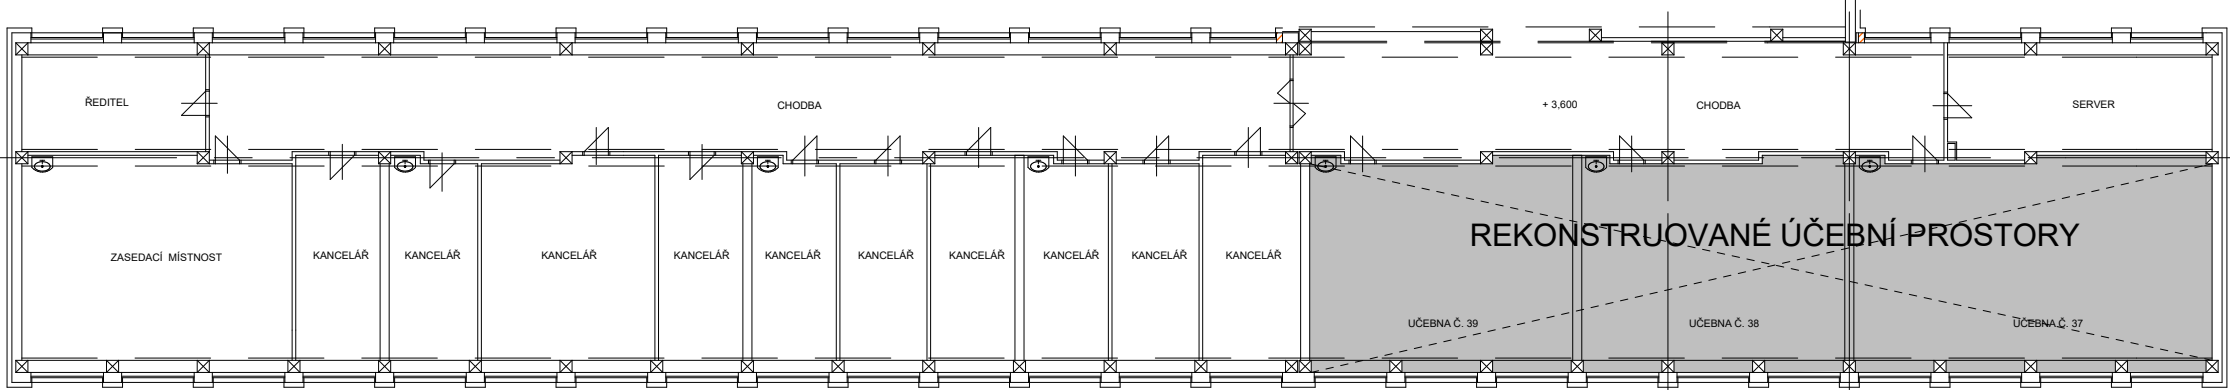 ŘEDITEL
CHODBA
+ 3,600
CHODBA
SERVER
ZASEDACÍ MÍSTNOST
KANCELÁŘ
KANCELÁŘ
KANCELÁŘ
KANCELÁŘ
KANCELÁŘ
KANCELÁŘ
KANCELÁŘ
KANCELÁŘ
KANCELÁŘ
KANCELÁŘ
REKONSTRUOVANÉ ÚČEBNÍ PROSTORY
UČEBNA Č. 39
UČEBNA Č. 38
UČEBNA Č. 37